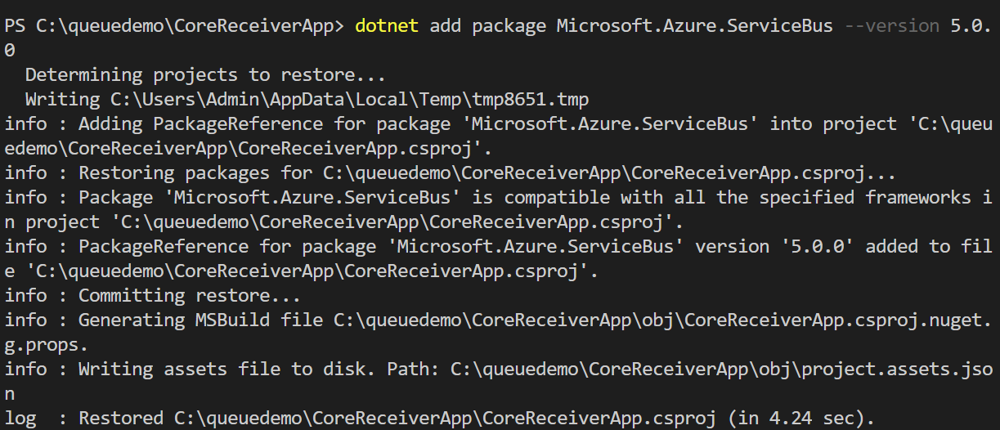 PS C:\queuedemo\CoreReceiverApp> dotnet add package Microsoft.Azure.ServiceBus --version 5.0.
0
  Determining projects to restore...
  Writing C:\Users\Admin\AppData\Local\Temp\tmp8651.tmp
info : Adding PackageReference for package 'Microsoft.Azure.ServiceBus' into project 'C:\queu
edemo\CoreReceiverApp\CoreReceiverApp.csproj'.
info : Restoring packages for C:\queuedemo\CoreReceiverApp\CoreReceiverApp.csproj...
info : Package 'Microsoft.Azure.ServiceBus' is compatible with all the specified frameworks i
n project 'C:\queuedemo\CoreReceiverApp\CoreReceiverApp.csproj'.
info : PackageReference for package 'Microsoft.Azure.ServiceBus' version '5.0.0' added to fil
e 'C:\queuedemo\CoreReceiverApp\CoreReceiverApp.csproj'.
info : Committing restore...
info : Generating MSBuild file C:\queuedemo\CoreReceiverApp\obj\CoreReceiverApp.csproj.nuget.
g.props.
info : Writing assets file to disk. Path: C:\queuedemo\CoreReceiverApp\obj\project.assets.jso
n
log  : Restored C:\queuedemo\CoreReceiverApp\CoreReceiverApp.csproj (in 4.24 sec).